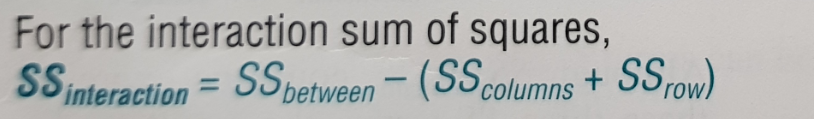 For the interaction sum of squares,
SSinteraction = SSbetween − (SScolumns + SSrow)